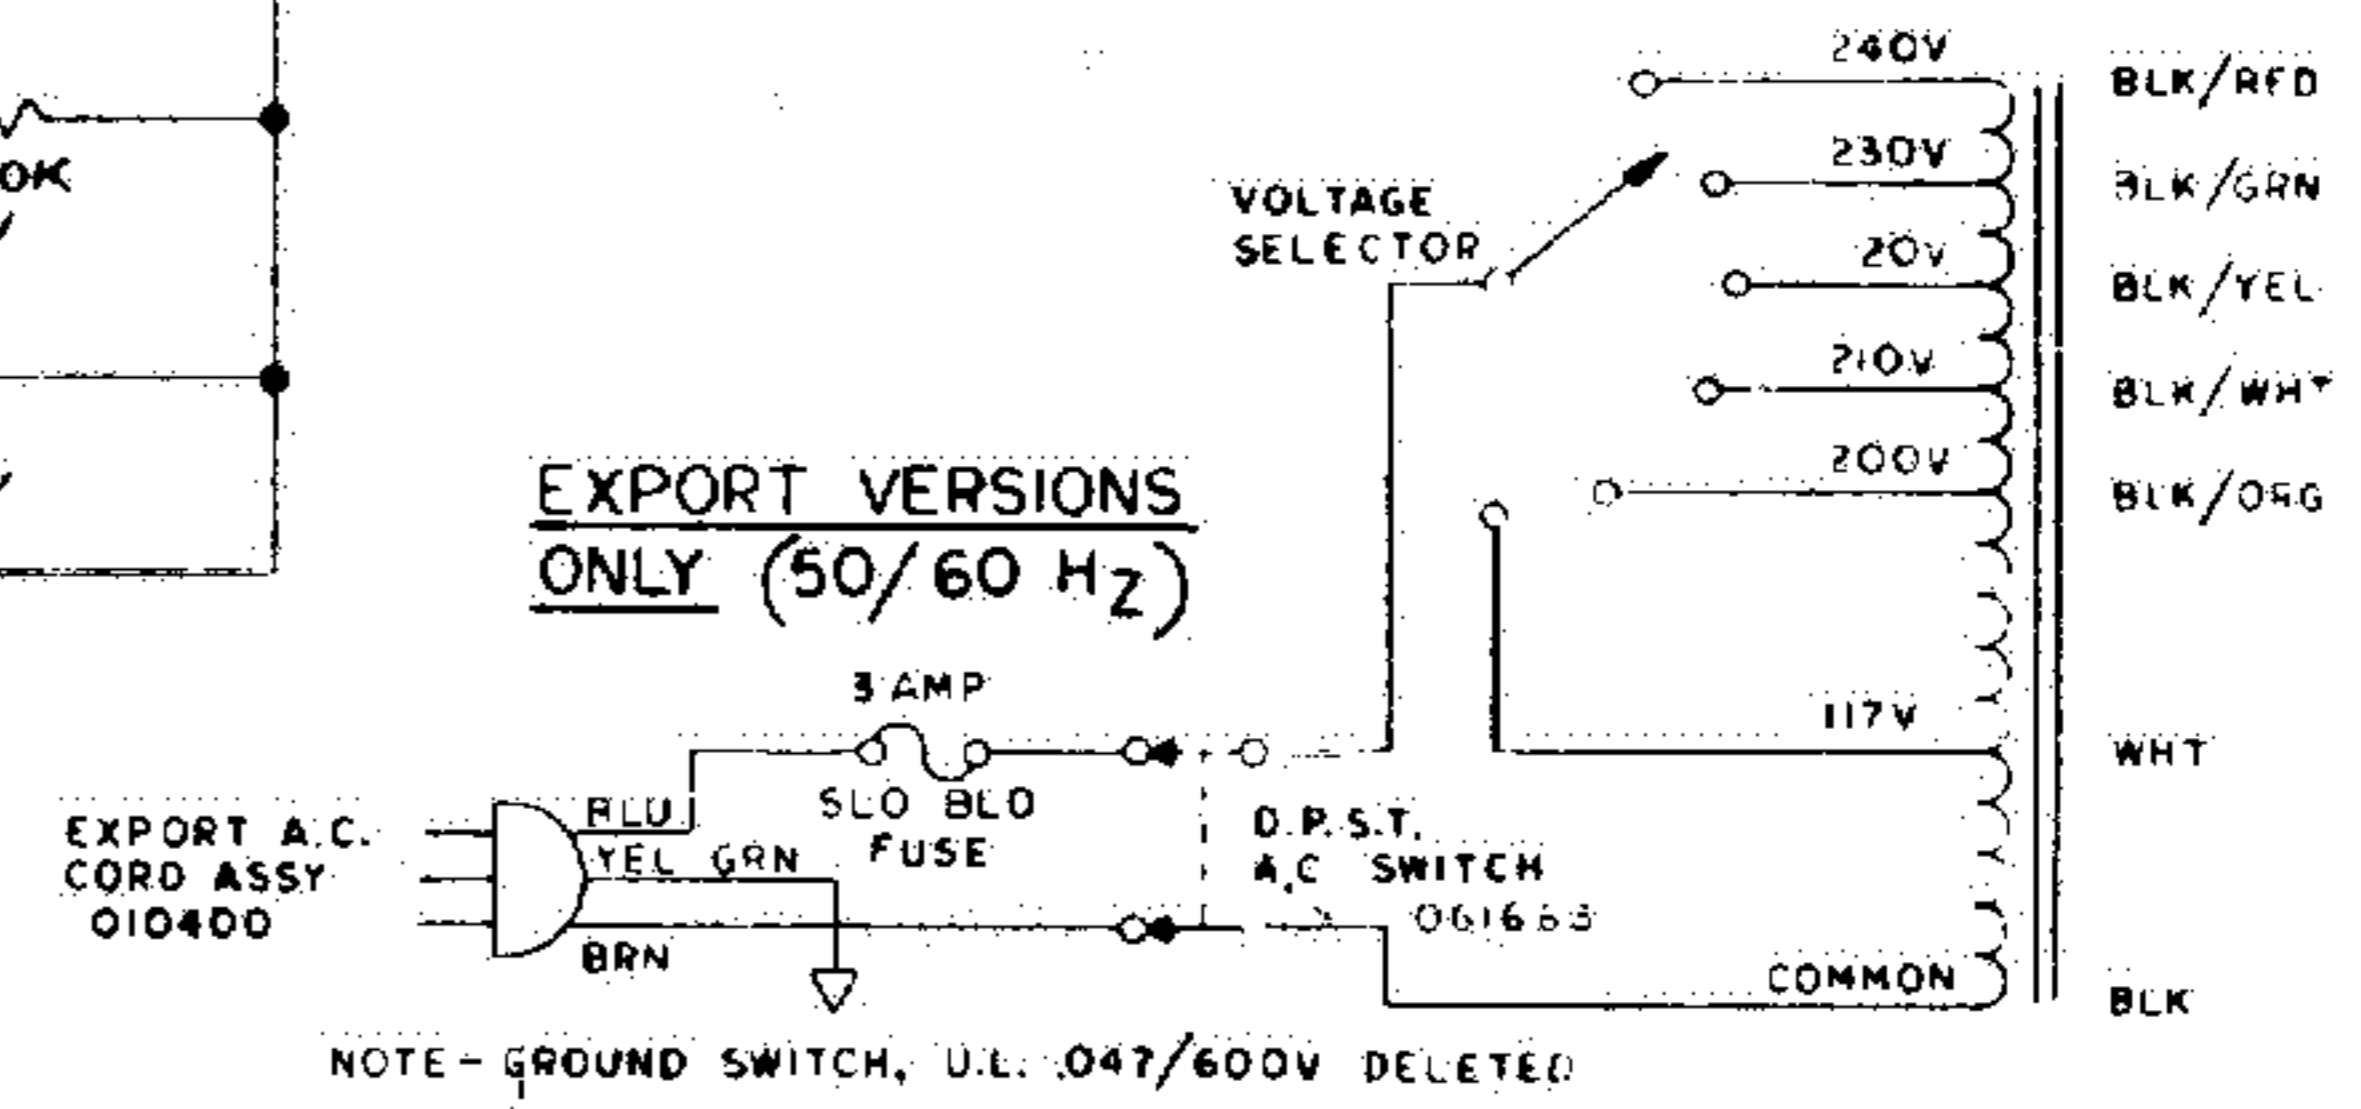 240V
BLK/RED
OK
230V
BLK/GRN
VOLTAGE
SELECTOR
20V
BLK/YEL
210V
BLK/WHT
200V
BLK/ORG
EXPORT VERSIONS
ONLY (50/60 HZ)
3 AMP
SLO BLO
FUSE
117V
WHT
BLU
YEL GRN
BRN
EXPORT A.C.
CORD ASSY
010400
D.P.S.T.
A.C SWITCH
COMMON
BLK
NOTE - GROUND SWITCH, U.L. .047/600V DELETED